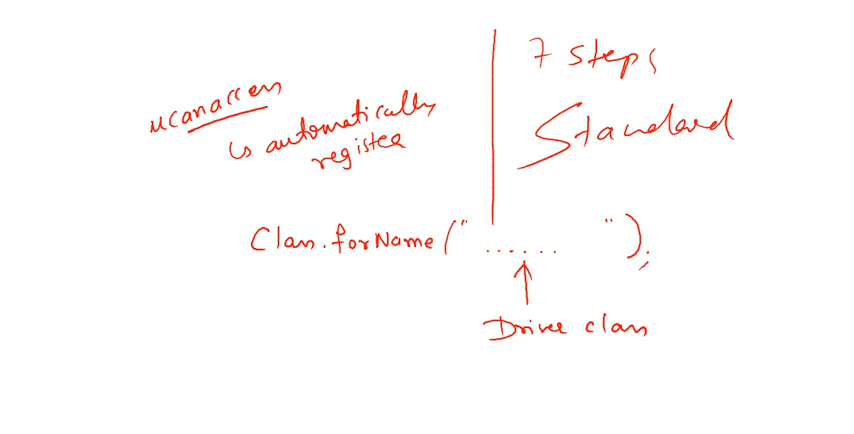 ucanaccess
is automatically
register
7 steps
Standard
Class.forName(" ...... ");
Driver class